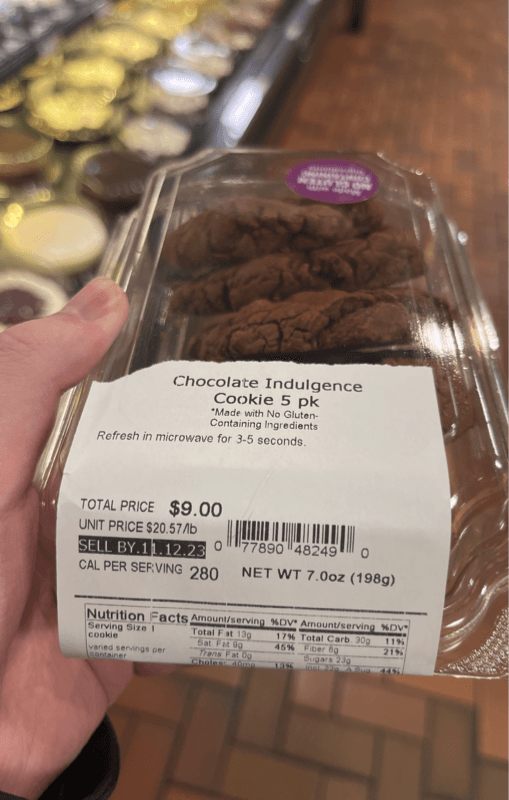 Chocolate Indulgence
Cookie 5 pk
*Made with No Gluten-
Containing Ingredients
Refresh in microwave for 3-5 seconds.
TOTAL PRICE $9.00
UNIT PRICE $20.57/lb
SELL BY.11.12.23
CAL PER SERVING 280
0 77890 48249 0
NET WT 7.0oz (198g)
Nutrition Facts
Serving Size 1
cookie
varied servings per
container
Amount/serving %DV*
Total Fat 13g 17%
Sat. Fat 9g 45%
Trans Fat 0g
Choles. 40mg 13%
Amount/serving %DV*
Total Carb. 30g 11%
Fiber 6g 21%
Sugars 23g
44%